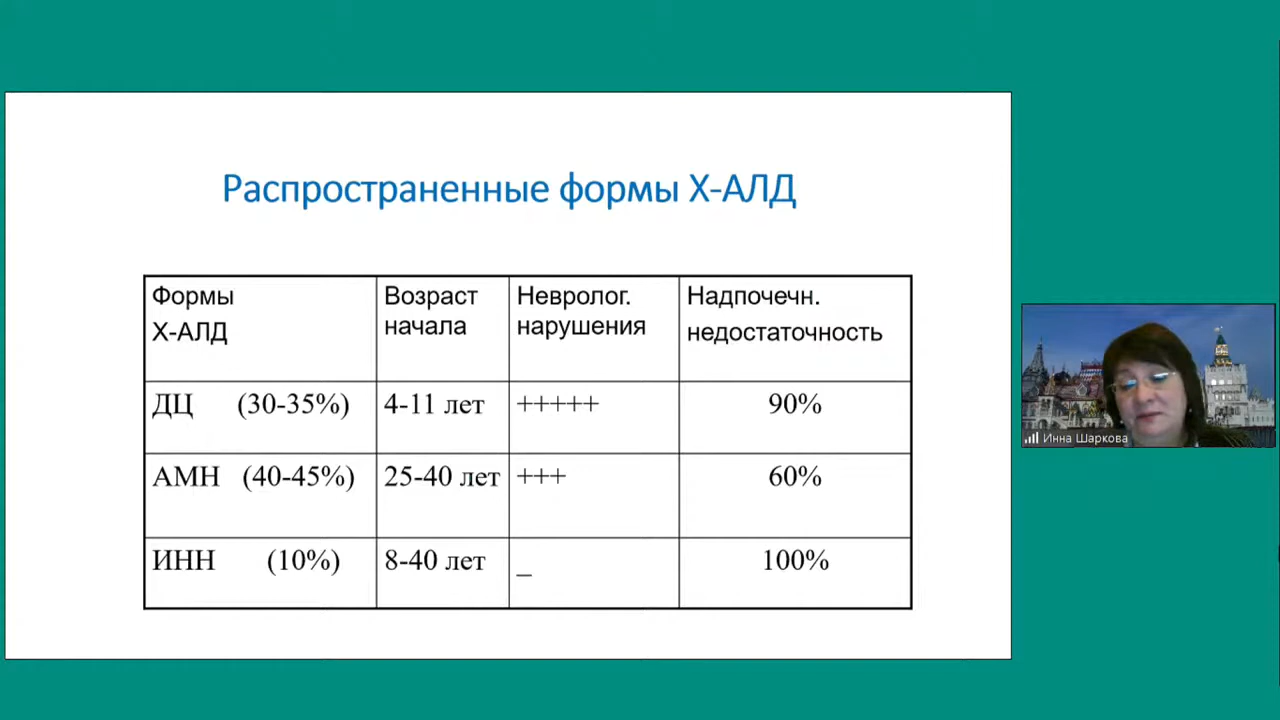 Распространенные формы Х-АЛД
Формы
Х-АЛД
Возраст
начала
Невролог.
нарушения
Надпочечн.
недостаточность
ДЦ (30-35%) 4-11 лет +++++ 90%
АМН (40-45%) 25-40 лет +++ 60%
ИНН (10%) 8-40 лет _ 100%
Инна Шаркова